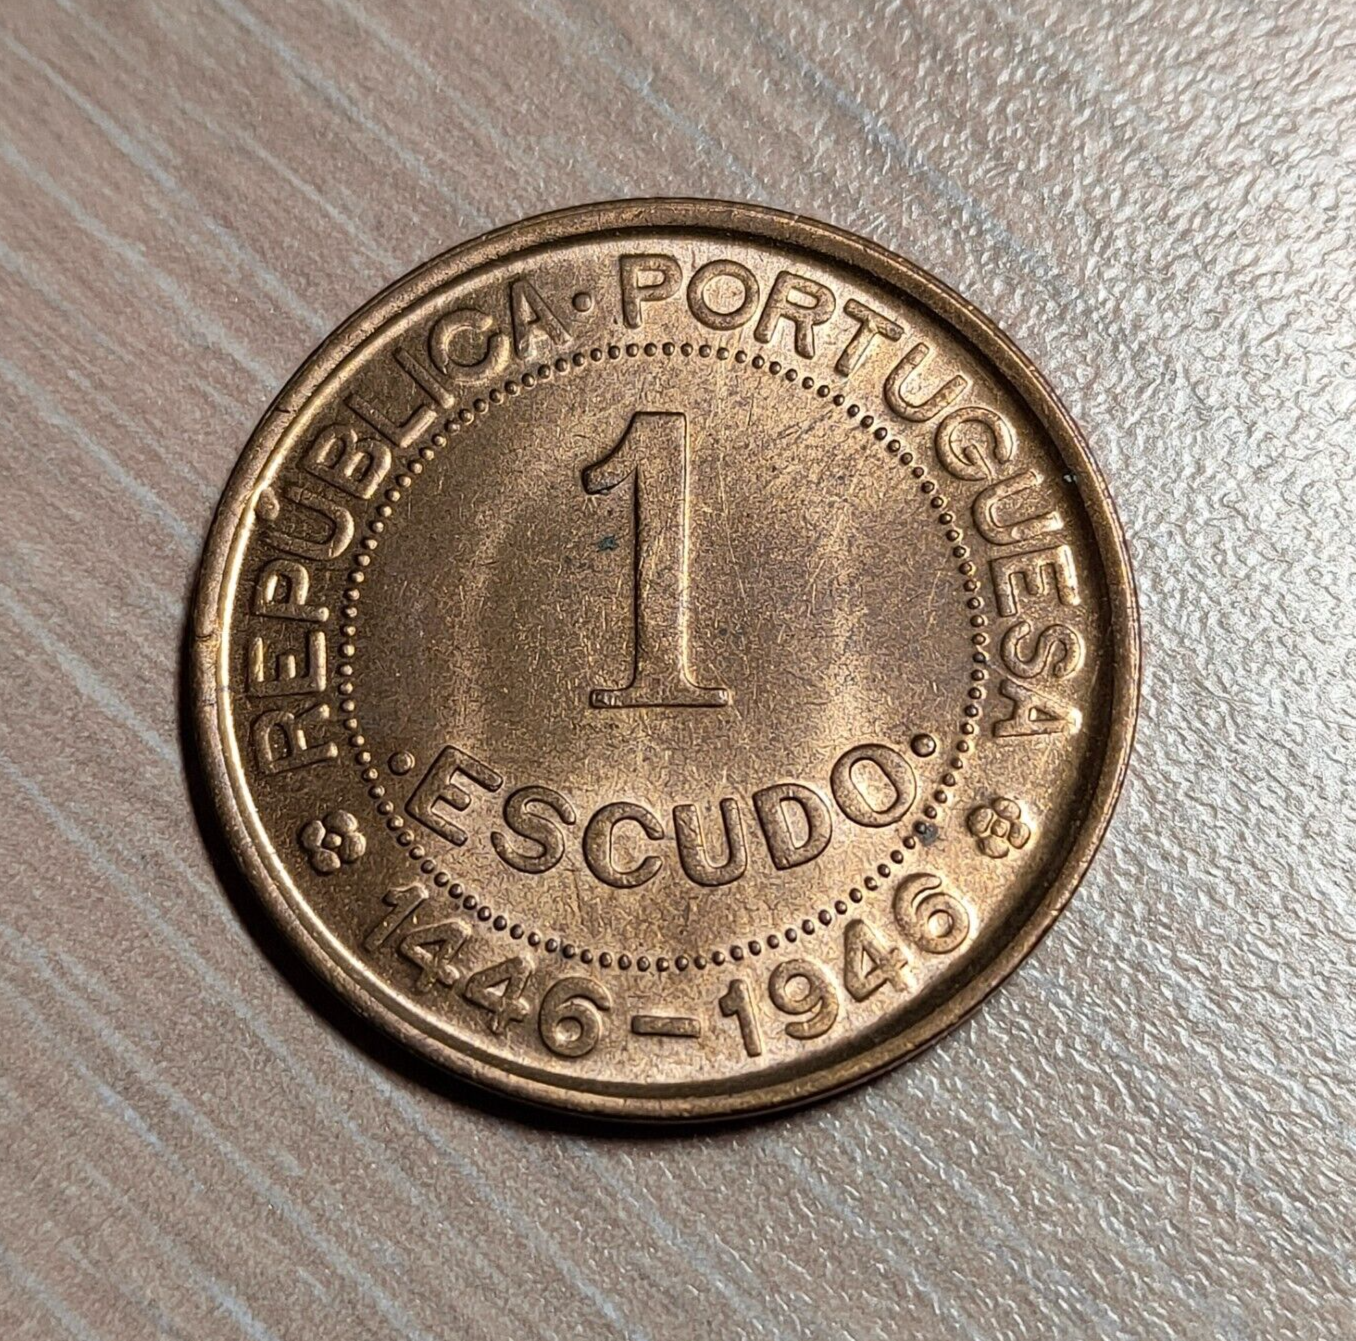 REPÚBLICA · PORTUGUESA
1
· ESCUDO ·
1446-1946